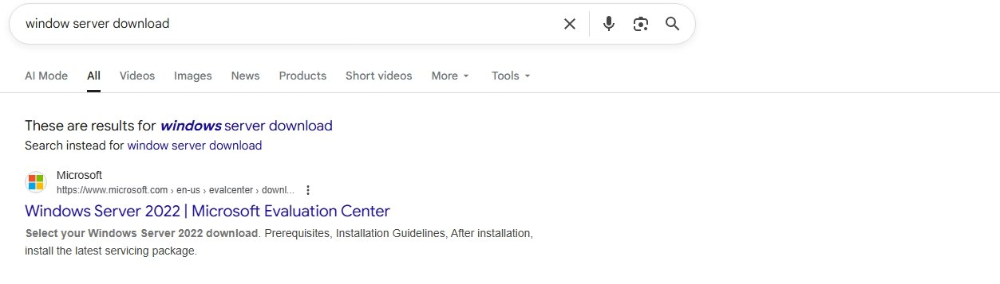 window server download
AI Mode All Videos Images News Products Short videos More Tools
These are results for windows server download
Search instead for window server download
Microsoft
https://www.microsoft.com › en-us › evalcenter › downl...
Windows Server 2022 | Microsoft Evaluation Center
Select your Windows Server 2022 download. Prerequisites, Installation Guidelines, After installation,
install the latest servicing package.